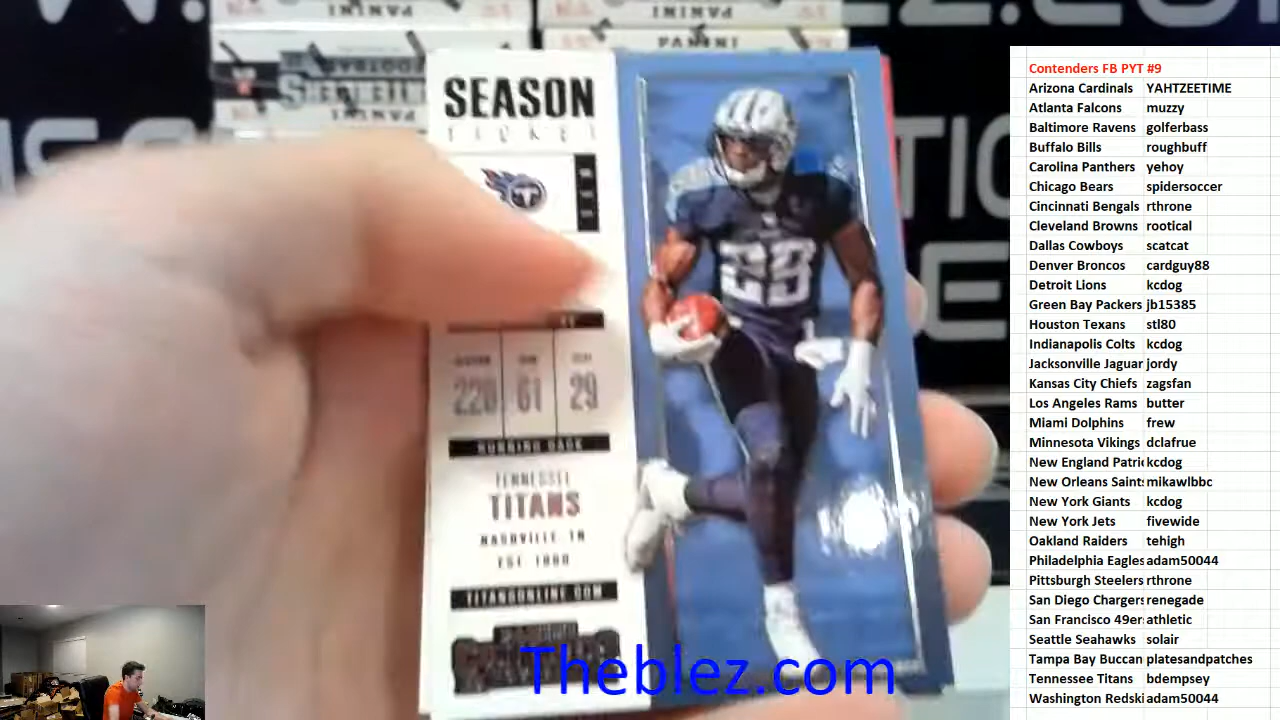 PANINI
PANINI
PANINI
SEASON
TICKET
220 61 29
RUNNING BACK
TENNESSEE
TITANS
NASHVILLE, TN
EST. 1960
TITANSONLINE.COM
29
Theblez.com
Contenders FB PYT #9
Arizona Cardinals YAHTZEETIME
Atlanta Falcons muzzy
Baltimore Ravens golferbass
Buffalo Bills roughbuff
Carolina Panthers yehoy
Chicago Bears spidersoccer
Cincinnati Bengals rthrone
Cleveland Browns rootical
Dallas Cowboys scatcat
Denver Broncos cardguy88
Detroit Lions kcdog
Green Bay Packers jb15385
Houston Texans stl80
Indianapolis Colts kcdog
Jacksonville Jaguar jordy
Kansas City Chiefs zagsfan
Los Angeles Rams butter
Miami Dolphins frew
Minnesota Vikings dclafrue
New England Patri kcdog
New Orleans Saints mikawlbbc
New York Giants kcdog
New York Jets fivewide
Oakland Raiders tehigh
Philadelphia Eagles adam50044
Pittsburgh Steelers rthrone
San Diego Chargers renegade
San Francisco 49er athletic
Seattle Seahawks solair
Tampa Bay Buccan platesandpatches
Tennessee Titans bdempsey
Washington Redski adam50044